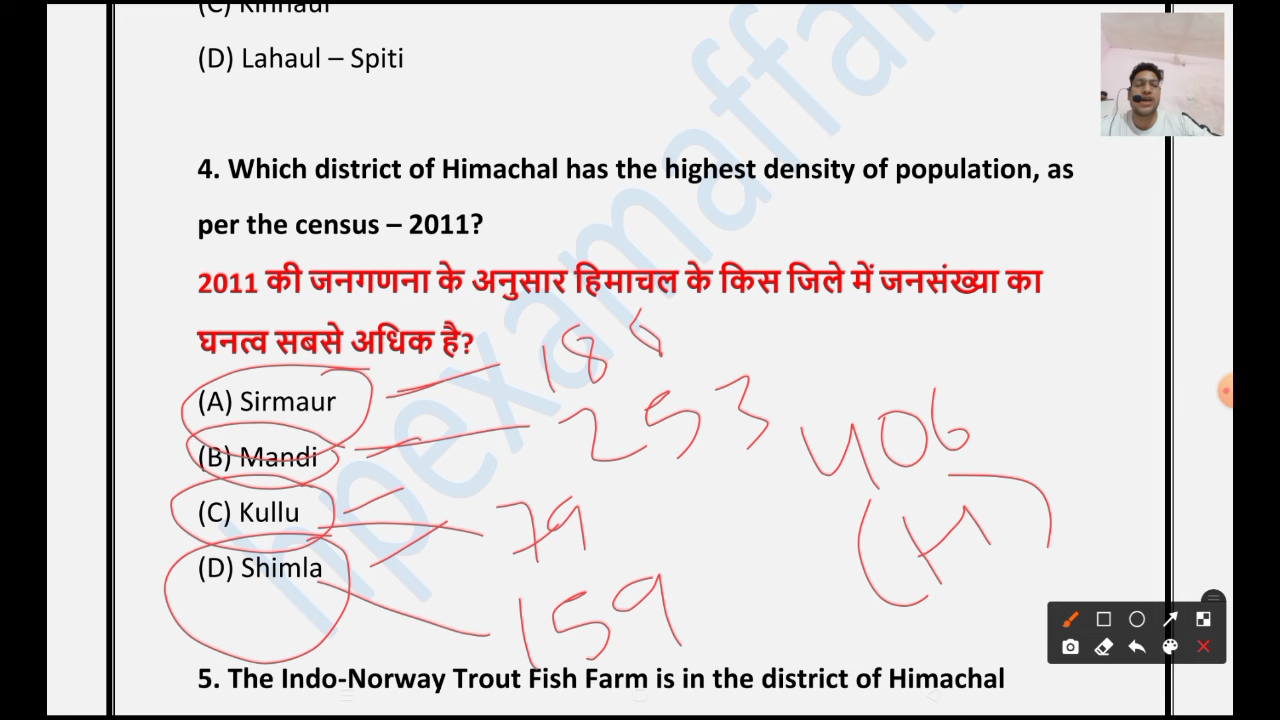 (C) Kinnaur
(D) Lahaul – Spiti
4. Which district of Himachal has the highest density of population, as
per the census – 2011?
2011 की जनगणना के अनुसार हिमाचल के किस जिले में जनसंख्या का
घनत्व सबसे अधिक है?
(A) Sirmaur
(B) Mandi
(C) Kullu
(D) Shimla
253
406
79
(H)
159
5. The Indo-Norway Trout Fish Farm is in the district of Himachal
hpexamaffair